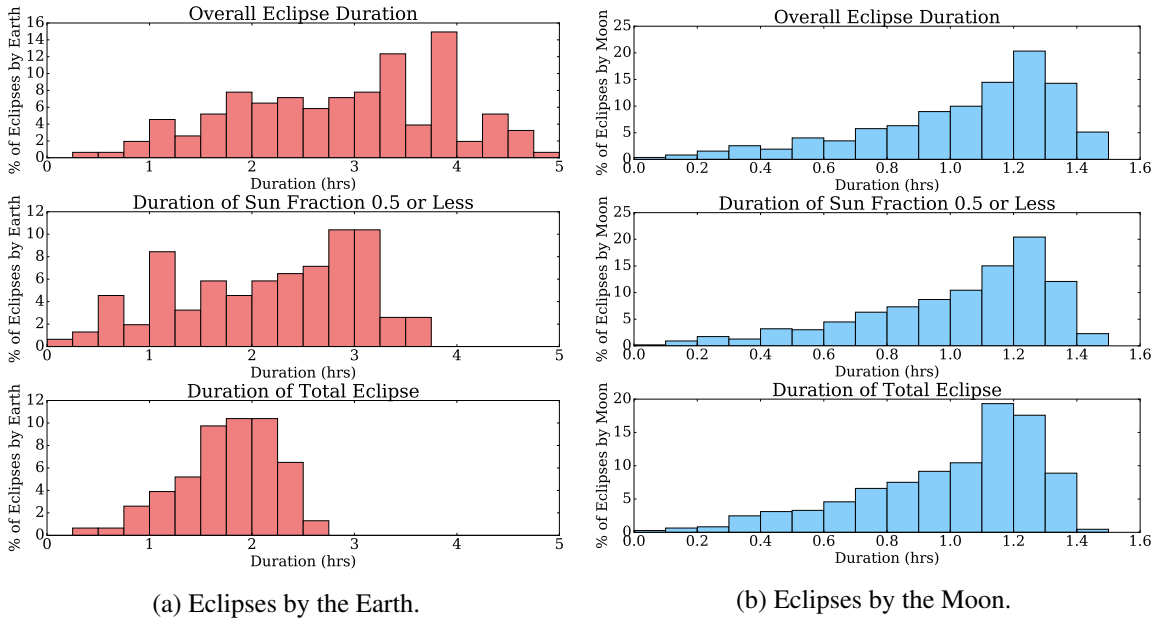 Overall Eclipse Duration
% of Eclipses by Earth
16
14
12
10
8
6
4
2
0
0 1 2 3 4 5
Duration (hrs)
Duration of Sun Fraction 0.5 or Less
% of Eclipses by Earth
12
10
8
6
4
2
0
0 1 2 3 4 5
Duration (hrs)
Duration of Total Eclipse
% of Eclipses by Earth
12
10
8
6
4
2
0
0 1 2 3 4 5
Duration (hrs)
(a) Eclipses by the Earth.
Overall Eclipse Duration
% of Eclipses by Moon
25
20
15
10
5
0
0.0 0.2 0.4 0.6 0.8 1.0 1.2 1.4 1.6
Duration (hrs)
Duration of Sun Fraction 0.5 or Less
% of Eclipses by Moon
25
20
15
10
5
0
0.0 0.2 0.4 0.6 0.8 1.0 1.2 1.4 1.6
Duration (hrs)
Duration of Total Eclipse
% of Eclipses by Moon
20
15
10
5
0
0.0 0.2 0.4 0.6 0.8 1.0 1.2 1.4 1.6
Duration (hrs)
(b) Eclipses by the Moon.